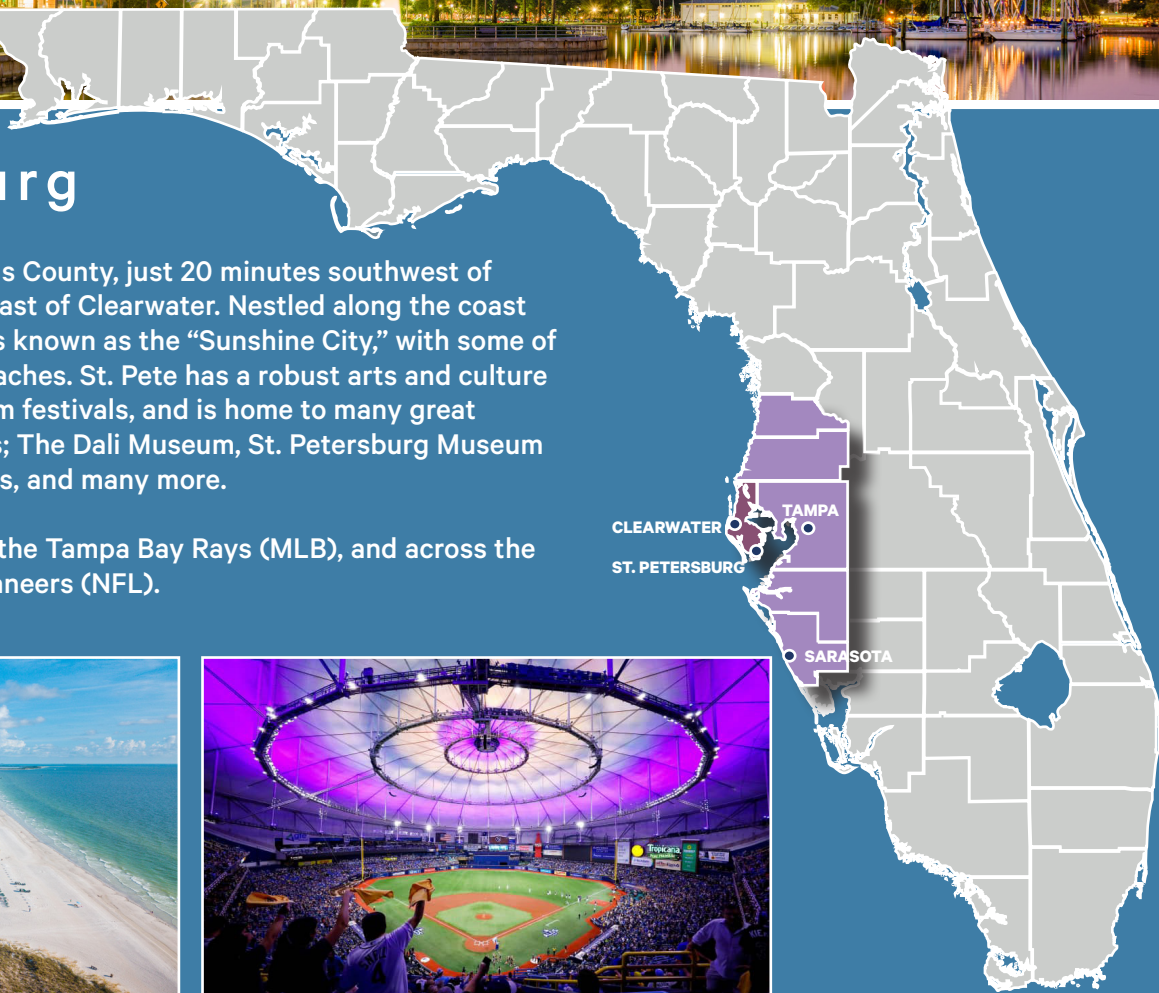 urg
s County, just 20 minutes southwest of
ast of Clearwater. Nestled along the coast
s known as the “Sunshine City,” with some of
aches. St. Pete has a robust arts and culture
m festivals, and is home to many great
s; The Dali Museum, St. Petersburg Museum
s, and many more.
the Tampa Bay Rays (MLB), and across the
aneers (NFL).
TAMPA
CLEARWATER
ST. PETERSBURG
SARASOTA
Tropicana
4